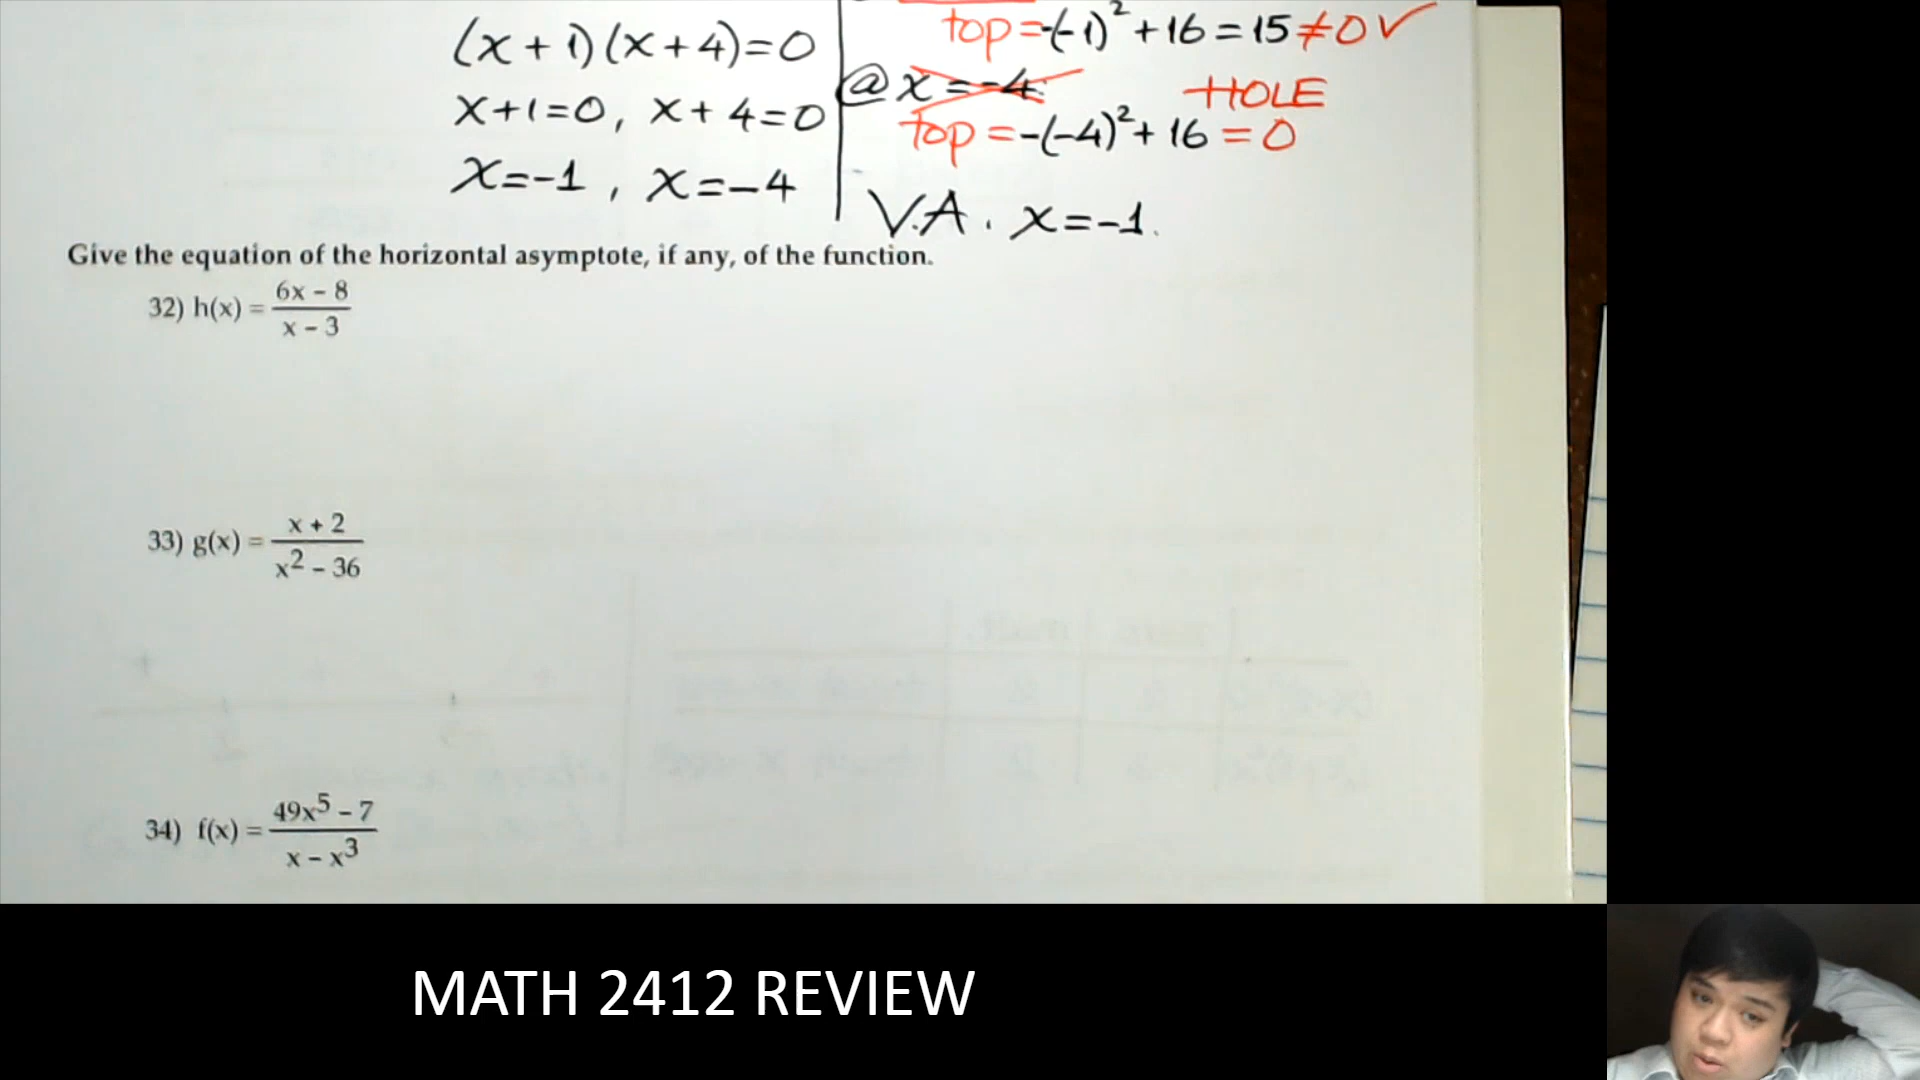 (x+1)(x+4)=0
x+1=0, x+4=0
x=-1, x=-4
top=-(-1)²+16=15≠0✓
@x=-4:
HOLE
top=-(-4)²+16=0
V.A. x=-1.
Give the equation of the horizontal asymptote, if any, of the function.
32) h(x) = 6x - 8
x - 3
33) g(x) = x + 2
x² - 36
34) f(x) = 49x⁵ - 7
x - x³
MATH 2412 REVIEW